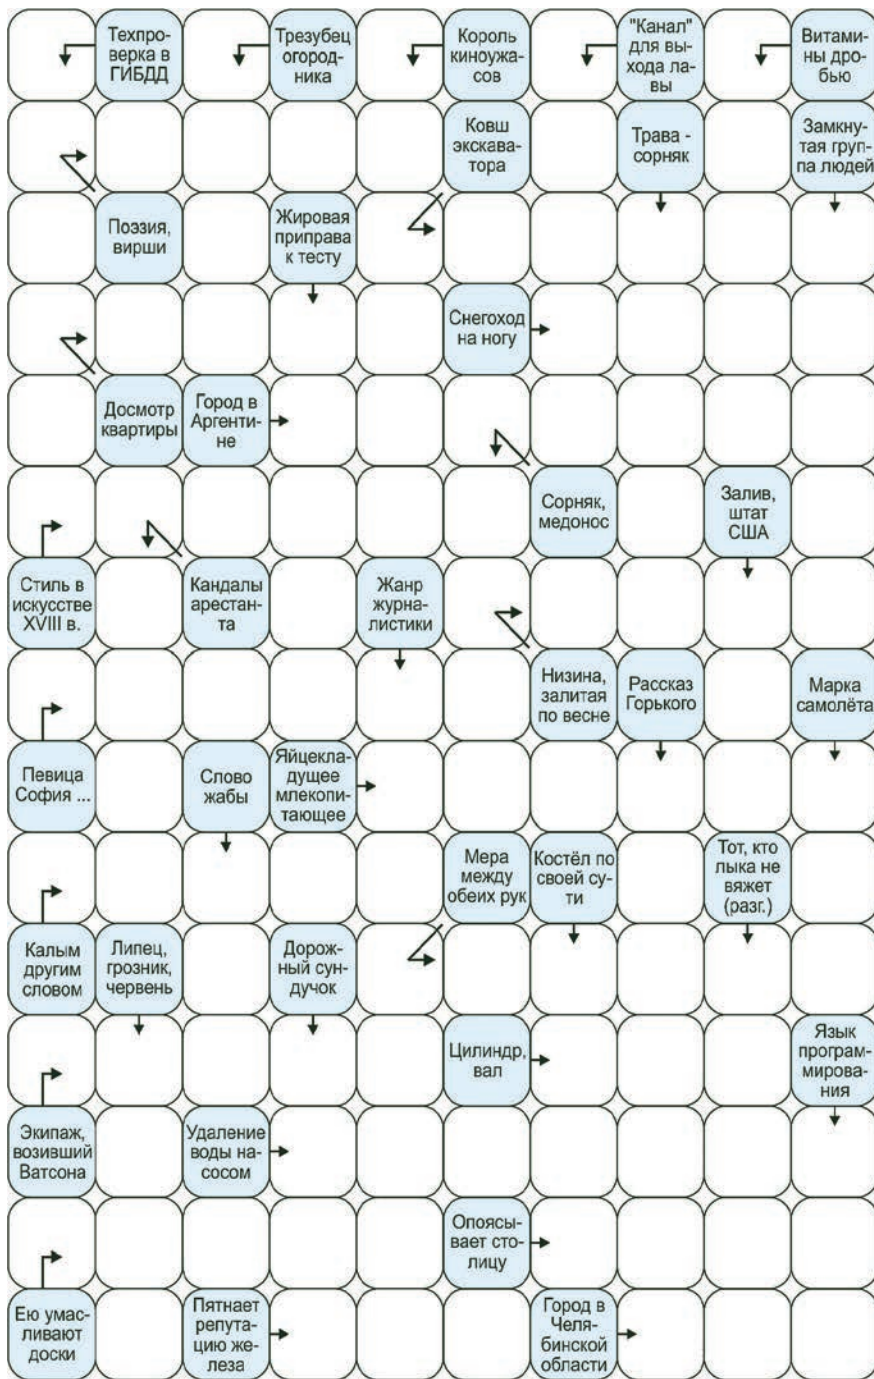 Техпро-
верка в
ГИБДД
Трезубец
огород-
ника
Король
киноужа-
сов
"Канал"
для вы-
хода ла-
вы
Витами-
ны дро-
бью
Ковш
экскава-
тора
Трава -
сорняк
Замкну-
тая груп-
па людей
Поэзия,
вирши
Жировая
приправа
к тесту
Снегоход
на ногу
Досмотр
квартиры
Город в
Аргенти-
не
Сорняк,
медонос
Залив,
штат
США
Стиль в
искусстве
XVIII в.
Кандалы
арестан-
та
Жанр
журна-
листики
Низина,
залитая
по весне
Рассказ
Горького
Марка
самолёта
Певица
София ...
Слово
жабы
Яйцекла-
дущее
млекопи-
тающее
Мера
между
обеих рук
Костёл по
своей су-
ти
Тот, кто
лыка не
вяжет
(разг.)
Калым
другим
словом
Липец,
грозник,
червень
Дорож-
ный сун-
дучок
Цилиндр,
вал
Язык
програм-
мирова-
ния
Экипаж,
возивший
Ватсона
Удаление
воды на-
сосом
Опоясы-
вает сто-
лицу
Ею умас-
ливают
доски
Пятнает
репута-
цию же-
леза
Город в
Челя-
бинской
области